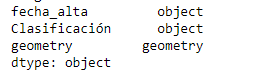 fecha_alta object
Clasificación object
geometry geometry
dtype: object